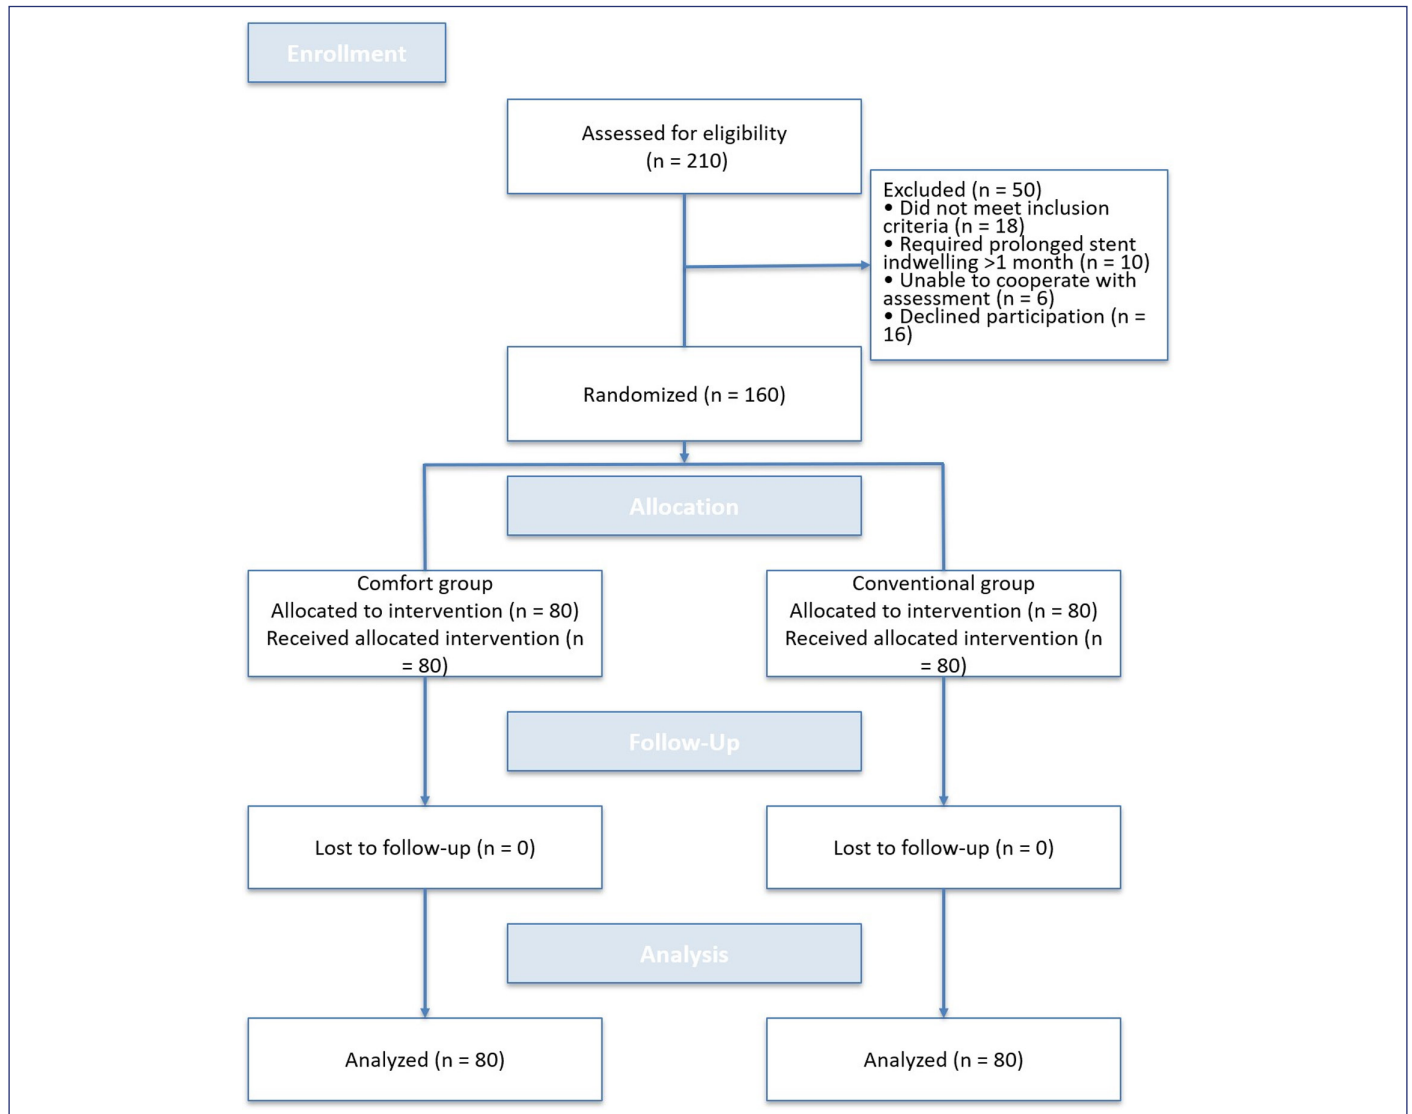 Enrollment
Assessed for eligibility
(n = 210)
Excluded (n = 50)
• Did not meet inclusion
criteria (n = 18)
• Required prolonged stent
indwelling >1 month (n = 10)
• Unable to cooperate with
assessment (n = 6)
• Declined participation (n =
16)
Randomized (n = 160)
Allocation
Comfort group
Allocated to intervention (n = 80)
Received allocated intervention (n
= 80)
Conventional group
Allocated to intervention (n = 80)
Received allocated intervention (n
= 80)
Follow-Up
Lost to follow-up (n = 0)
Lost to follow-up (n = 0)
Analysis
Analyzed (n = 80)
Analyzed (n = 80)